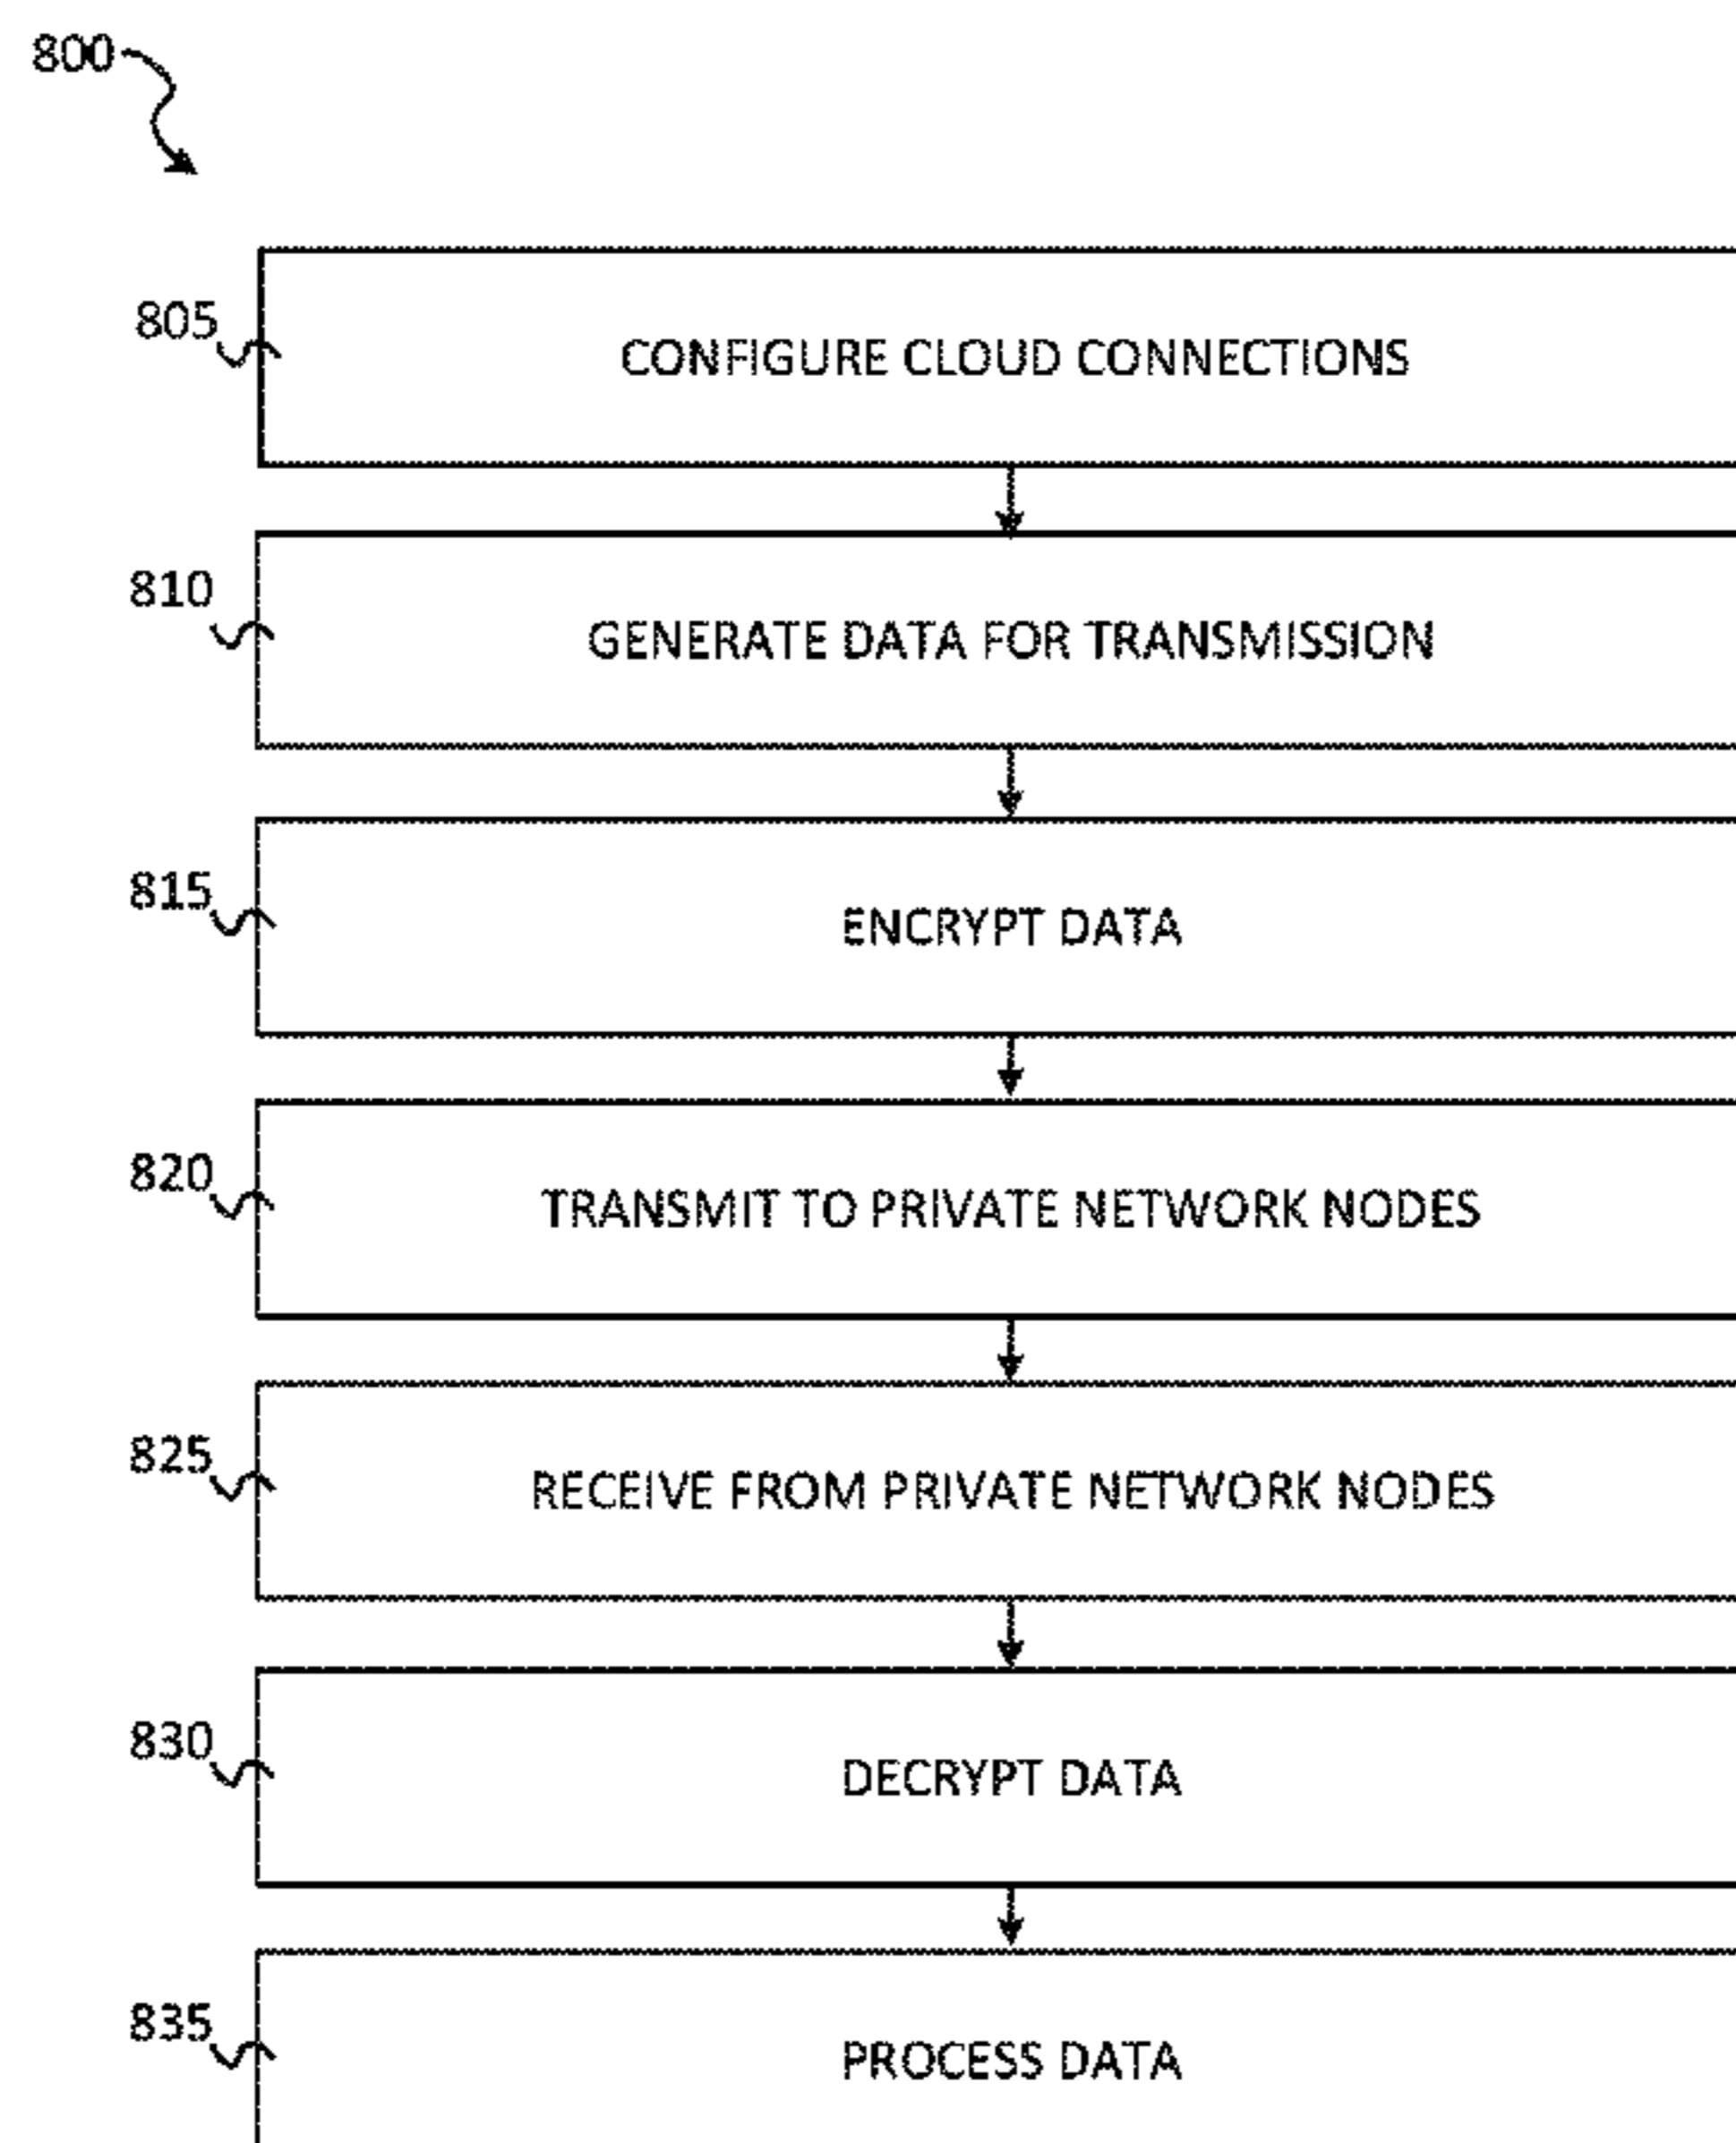 800
805
CONFIGURE CLOUD CONNECTIONS
810
GENERATE DATA FOR TRANSMISSION
815
ENCRYPT DATA
820
TRANSMIT TO PRIVATE NETWORK NODES
825
RECEIVE FROM PRIVATE NETWORK NODES
830
DECRYPT DATA
835
PROCESS DATA